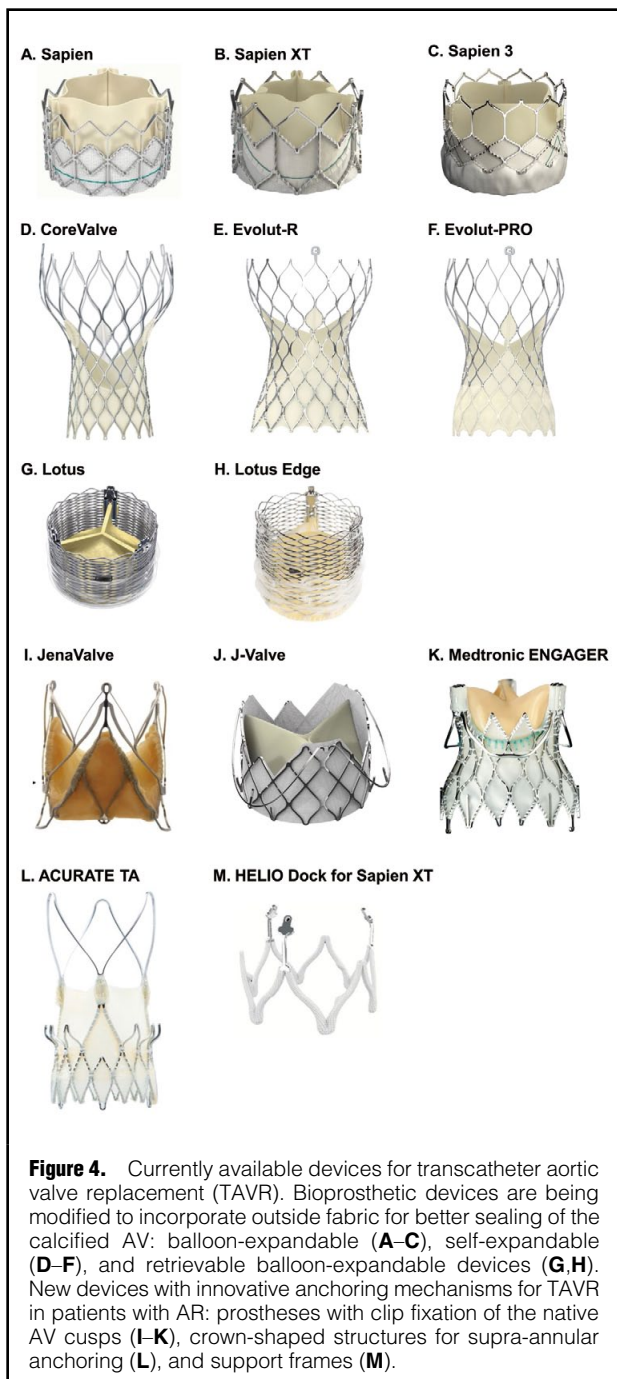 A. Sapien
B. Sapien XT
C. Sapien 3
D. CoreValve
E. Evolut-R
F. Evolut-PRO
G. Lotus
H. Lotus Edge
I. JenaValve
J. J-Valve
K. Medtronic ENGAGER
L. ACURATE TA
M. HELIO Dock for Sapien XT
Figure 4. Currently available devices for transcatheter aortic
valve replacement (TAVR). Bioprosthetic devices are being
modified to incorporate outside fabric for better sealing of the
calcified AV: balloon-expandable (A–C), self-expandable
(D–F), and retrievable balloon-expandable devices (G,H).
New devices with innovative anchoring mechanisms for TAVR
in patients with AR: prostheses with clip fixation of the native
AV cusps (I–K), crown-shaped structures for supra-annular
anchoring (L), and support frames (M).